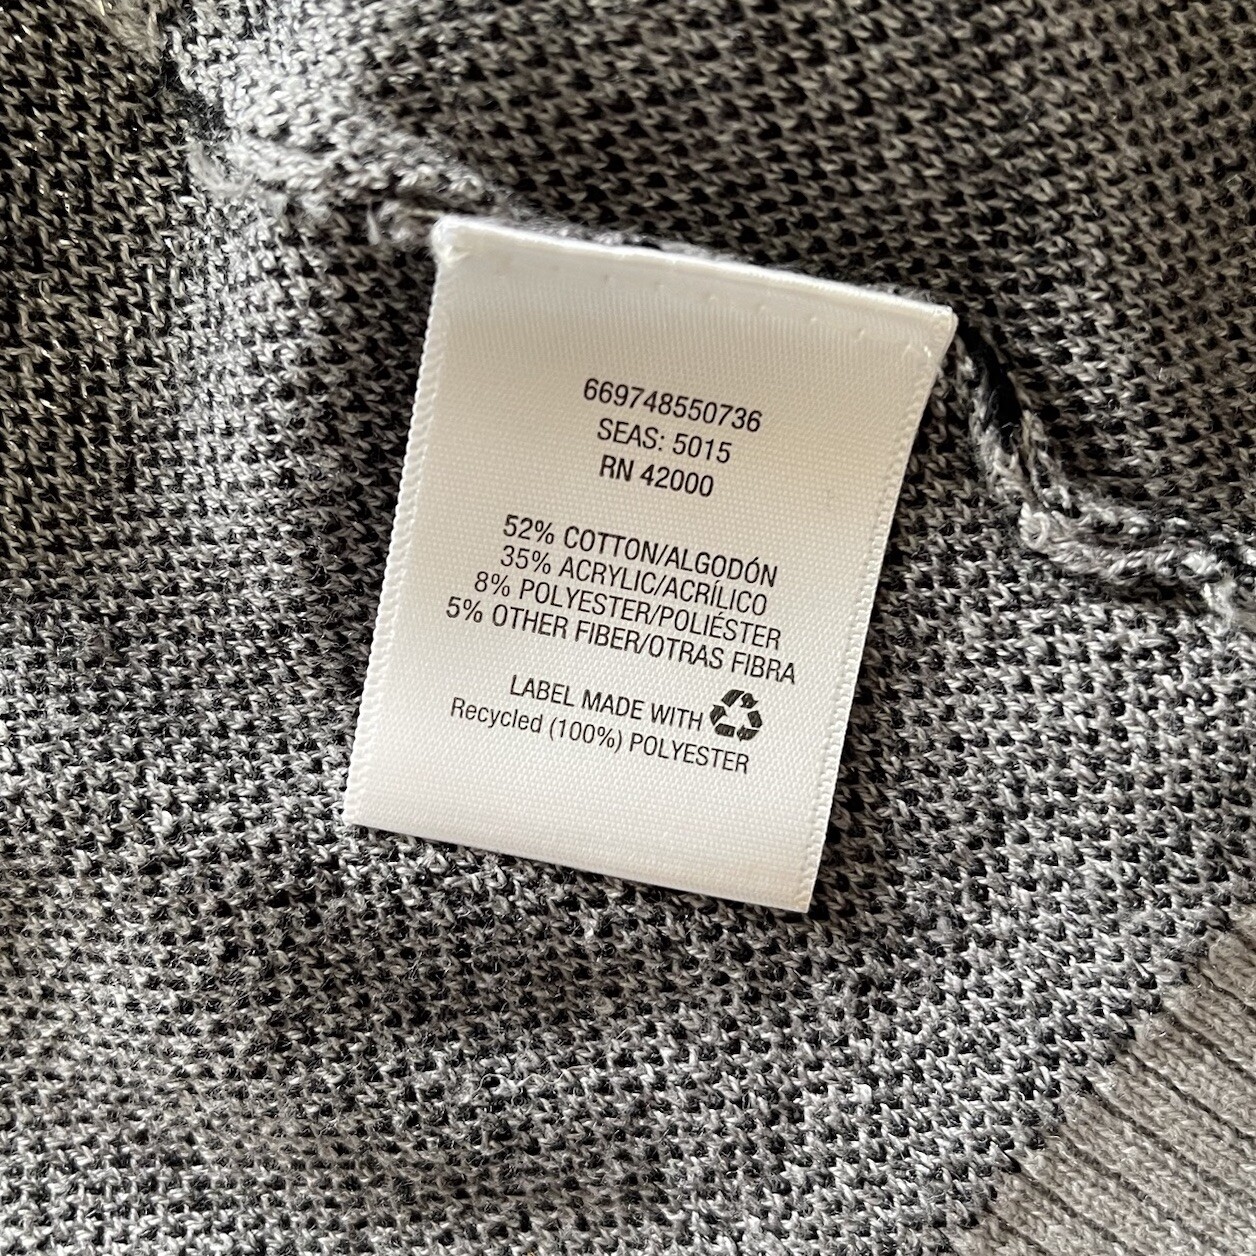 669748550736
SEAS: 5015
RN 42000
52% COTTON/ALGODÓN
35% ACRYLIC/ACRÍLICO
8% POLYESTER/POLIÉSTER
5% OTHER FIBER/OTRAS FIBRA
LABEL MADE WITH
Recycled (100%) POLYESTER